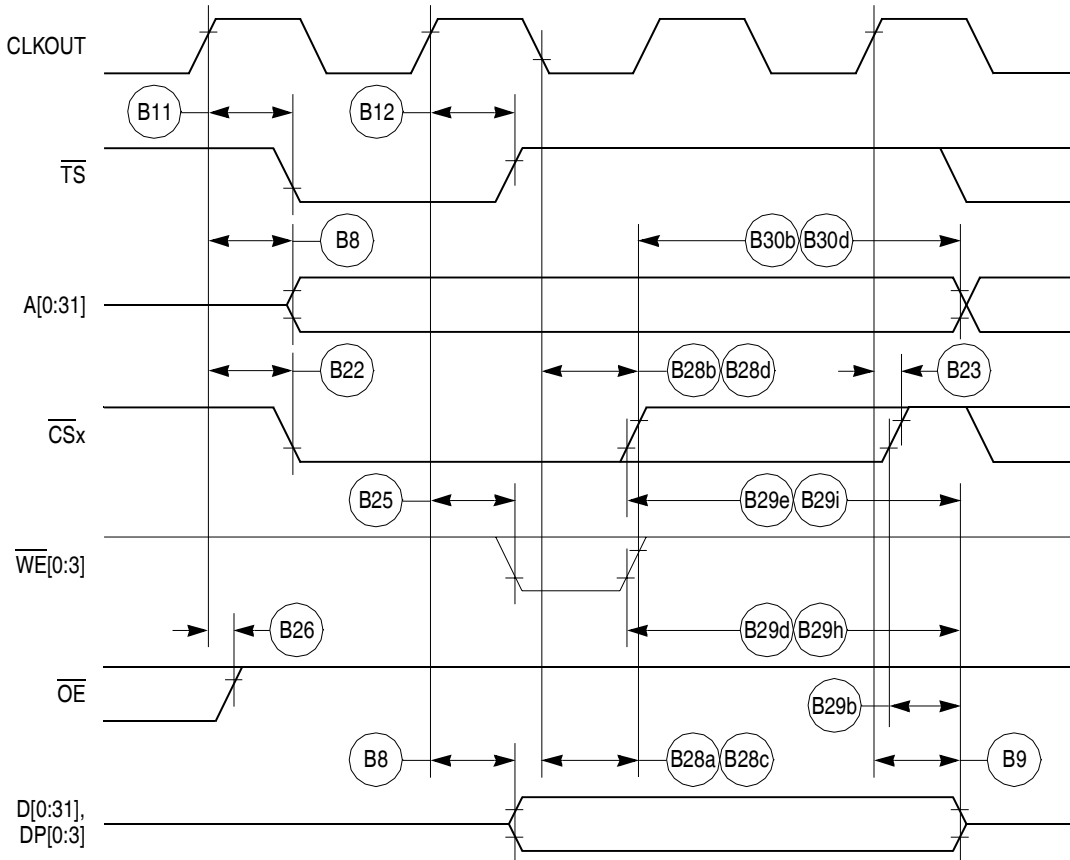 CLKOUT
B11
B12
TS
B8
B30b B30d
A[0:31]
B22
B28b B28d
B23
CSx
B25
B29e B29i
WE[0:3]
B26
B29d B29h
OE
B29b
B8
B28a B28c
B9
D[0:31],
DP[0:3]